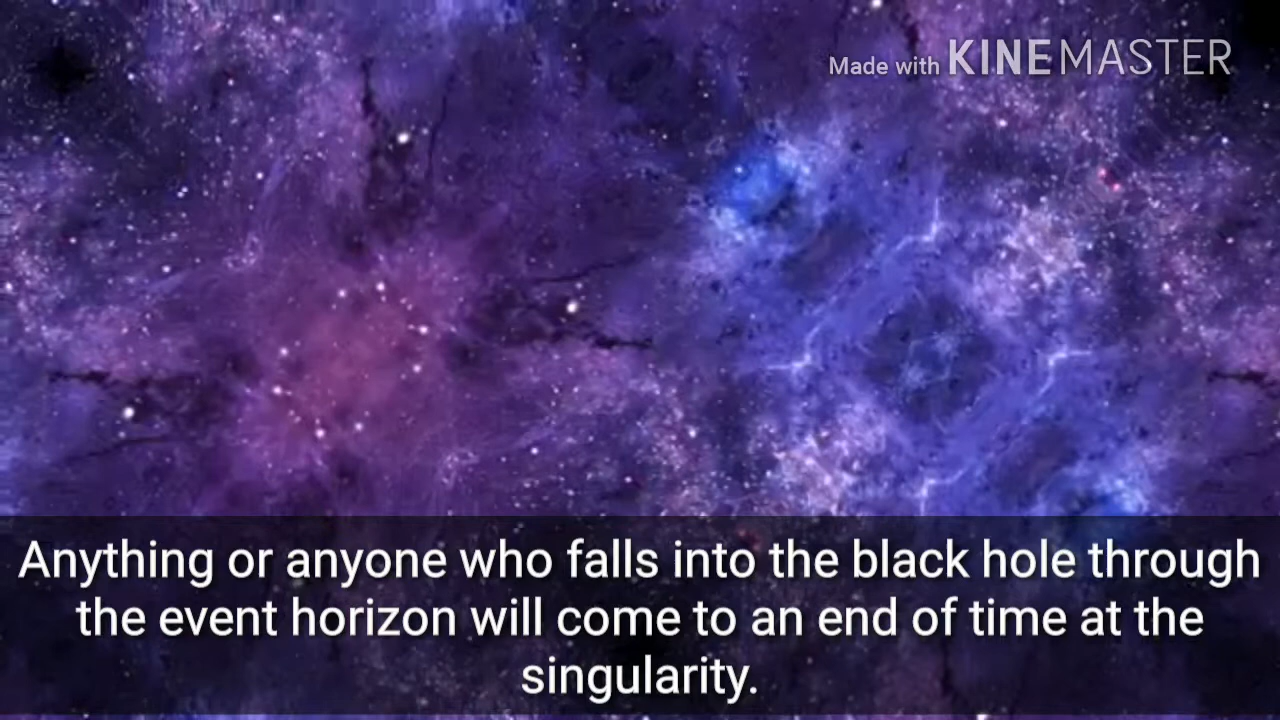 Made with KINEMASTER
Anything or anyone who falls into the black hole through
the event horizon will come to an end of time at the
singularity.